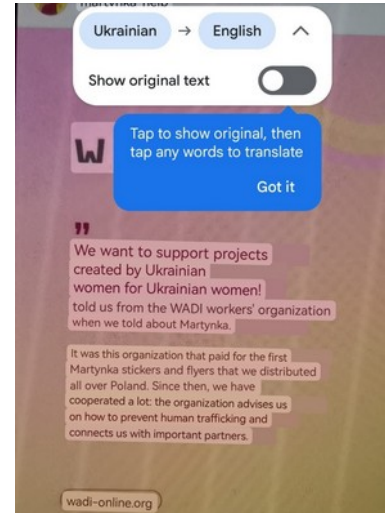 Ukrainian → English
Show original text
Tap to show original, then
tap any words to translate
Got it
W
"
We want to support projects
created by Ukrainian
women for Ukrainian women!
told us from the WADI workers' organization
when we told about Martynka.
It was this organization that paid for the first
Martynka stickers and flyers that we distributed
all over Poland. Since then, we have
cooperated a lot: the organization advises us
on how to prevent human trafficking and
connects us with important partners.
wadi-online.org